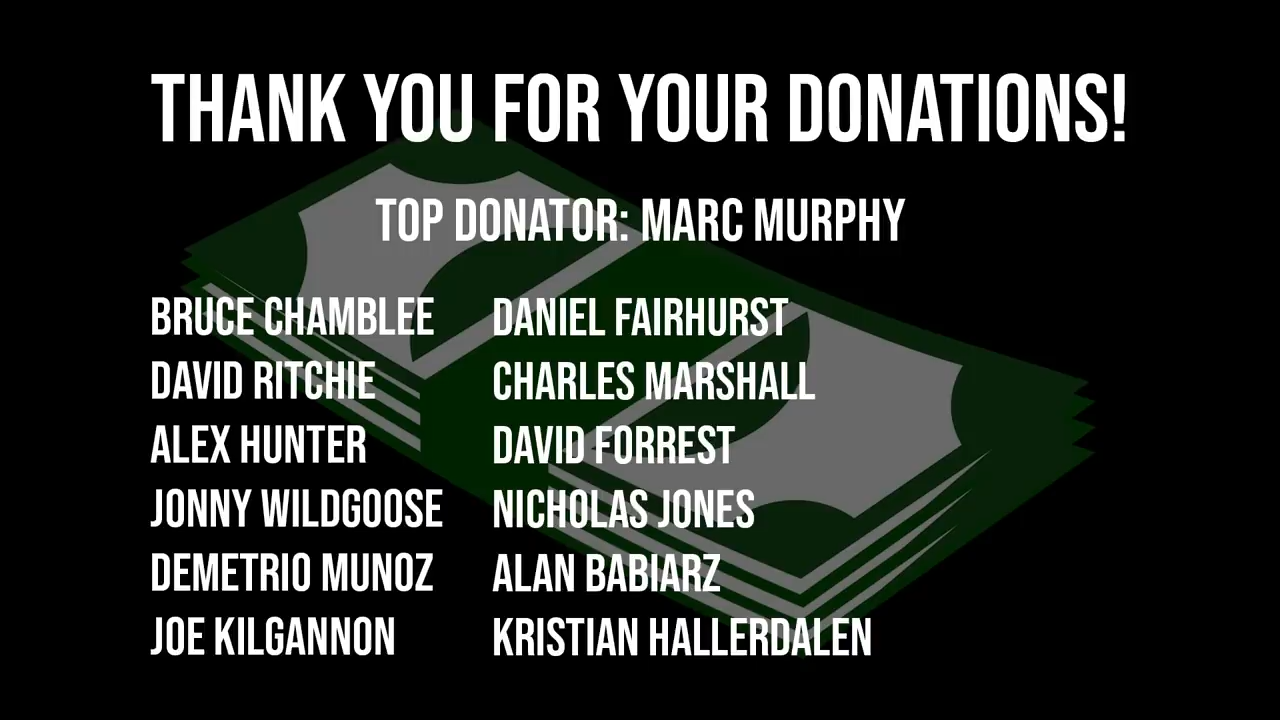 THANK YOU FOR YOUR DONATIONS!
TOP DONATOR: MARC MURPHY
BRUCE CHAMBLEE
DAVID RITCHIE
ALEX HUNTER
JONNY WILDGOOSE
DEMETRIO MUNOZ
JOE KILGANNON
DANIEL FAIRHURST
CHARLES MARSHALL
DAVID FORREST
NICHOLAS JONES
ALAN BABIARZ
KRISTIAN HALLERDALEN